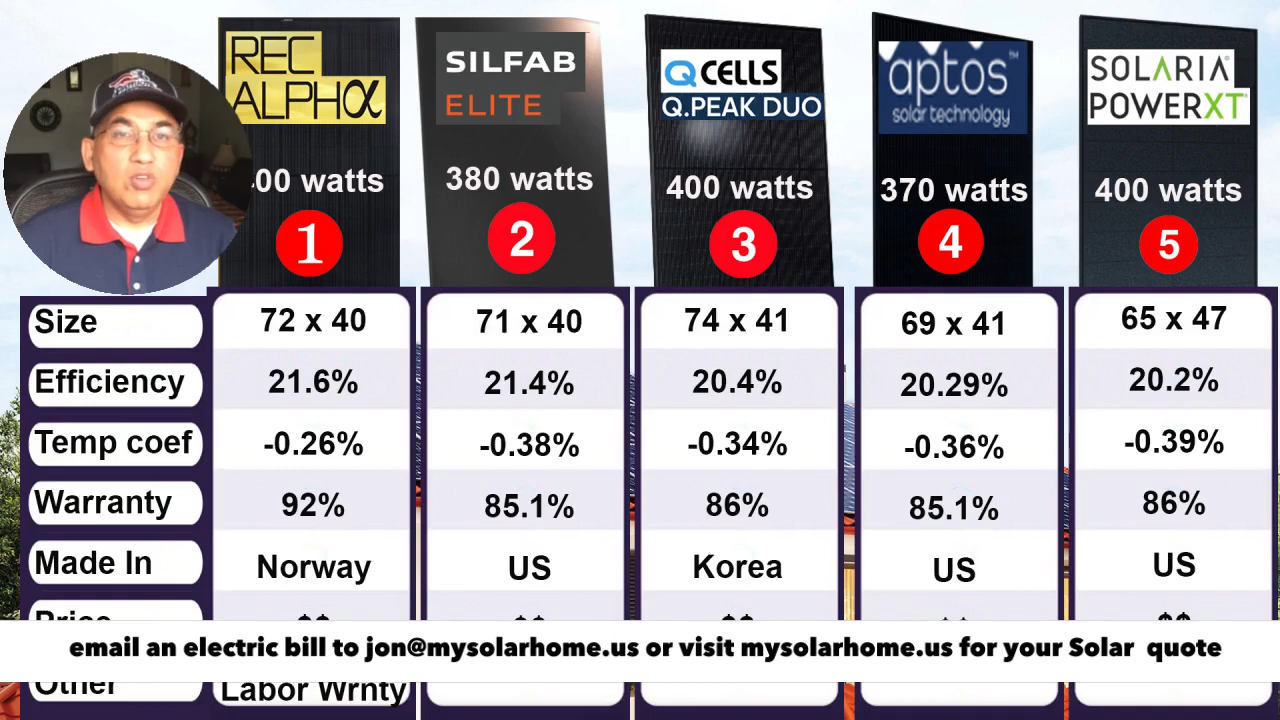 REC
ALPHα
SILFAB
ELITE
Q CELLS
Q.PEAK DUO
aptos™
solar technology
SOLARIA®
POWERXT®
00 watts
380 watts
400 watts
370 watts
400 watts
1
2
3
4
5
Size
72 x 40
71 x 40
74 x 41
69 x 41
65 x 47
Efficiency
21.6%
21.4%
20.4%
20.29%
20.2%
Temp coef
-0.26%
-0.38%
-0.34%
-0.36%
-0.39%
Warranty
92%
85.1%
86%
85.1%
86%
Made In
Norway
US
Korea
US
US
Price
$$
$$
$$
$$
$$
email an electric bill to jon@mysolarhome.us or visit mysolarhome.us for your Solar quote
Other
Labor Wrnty